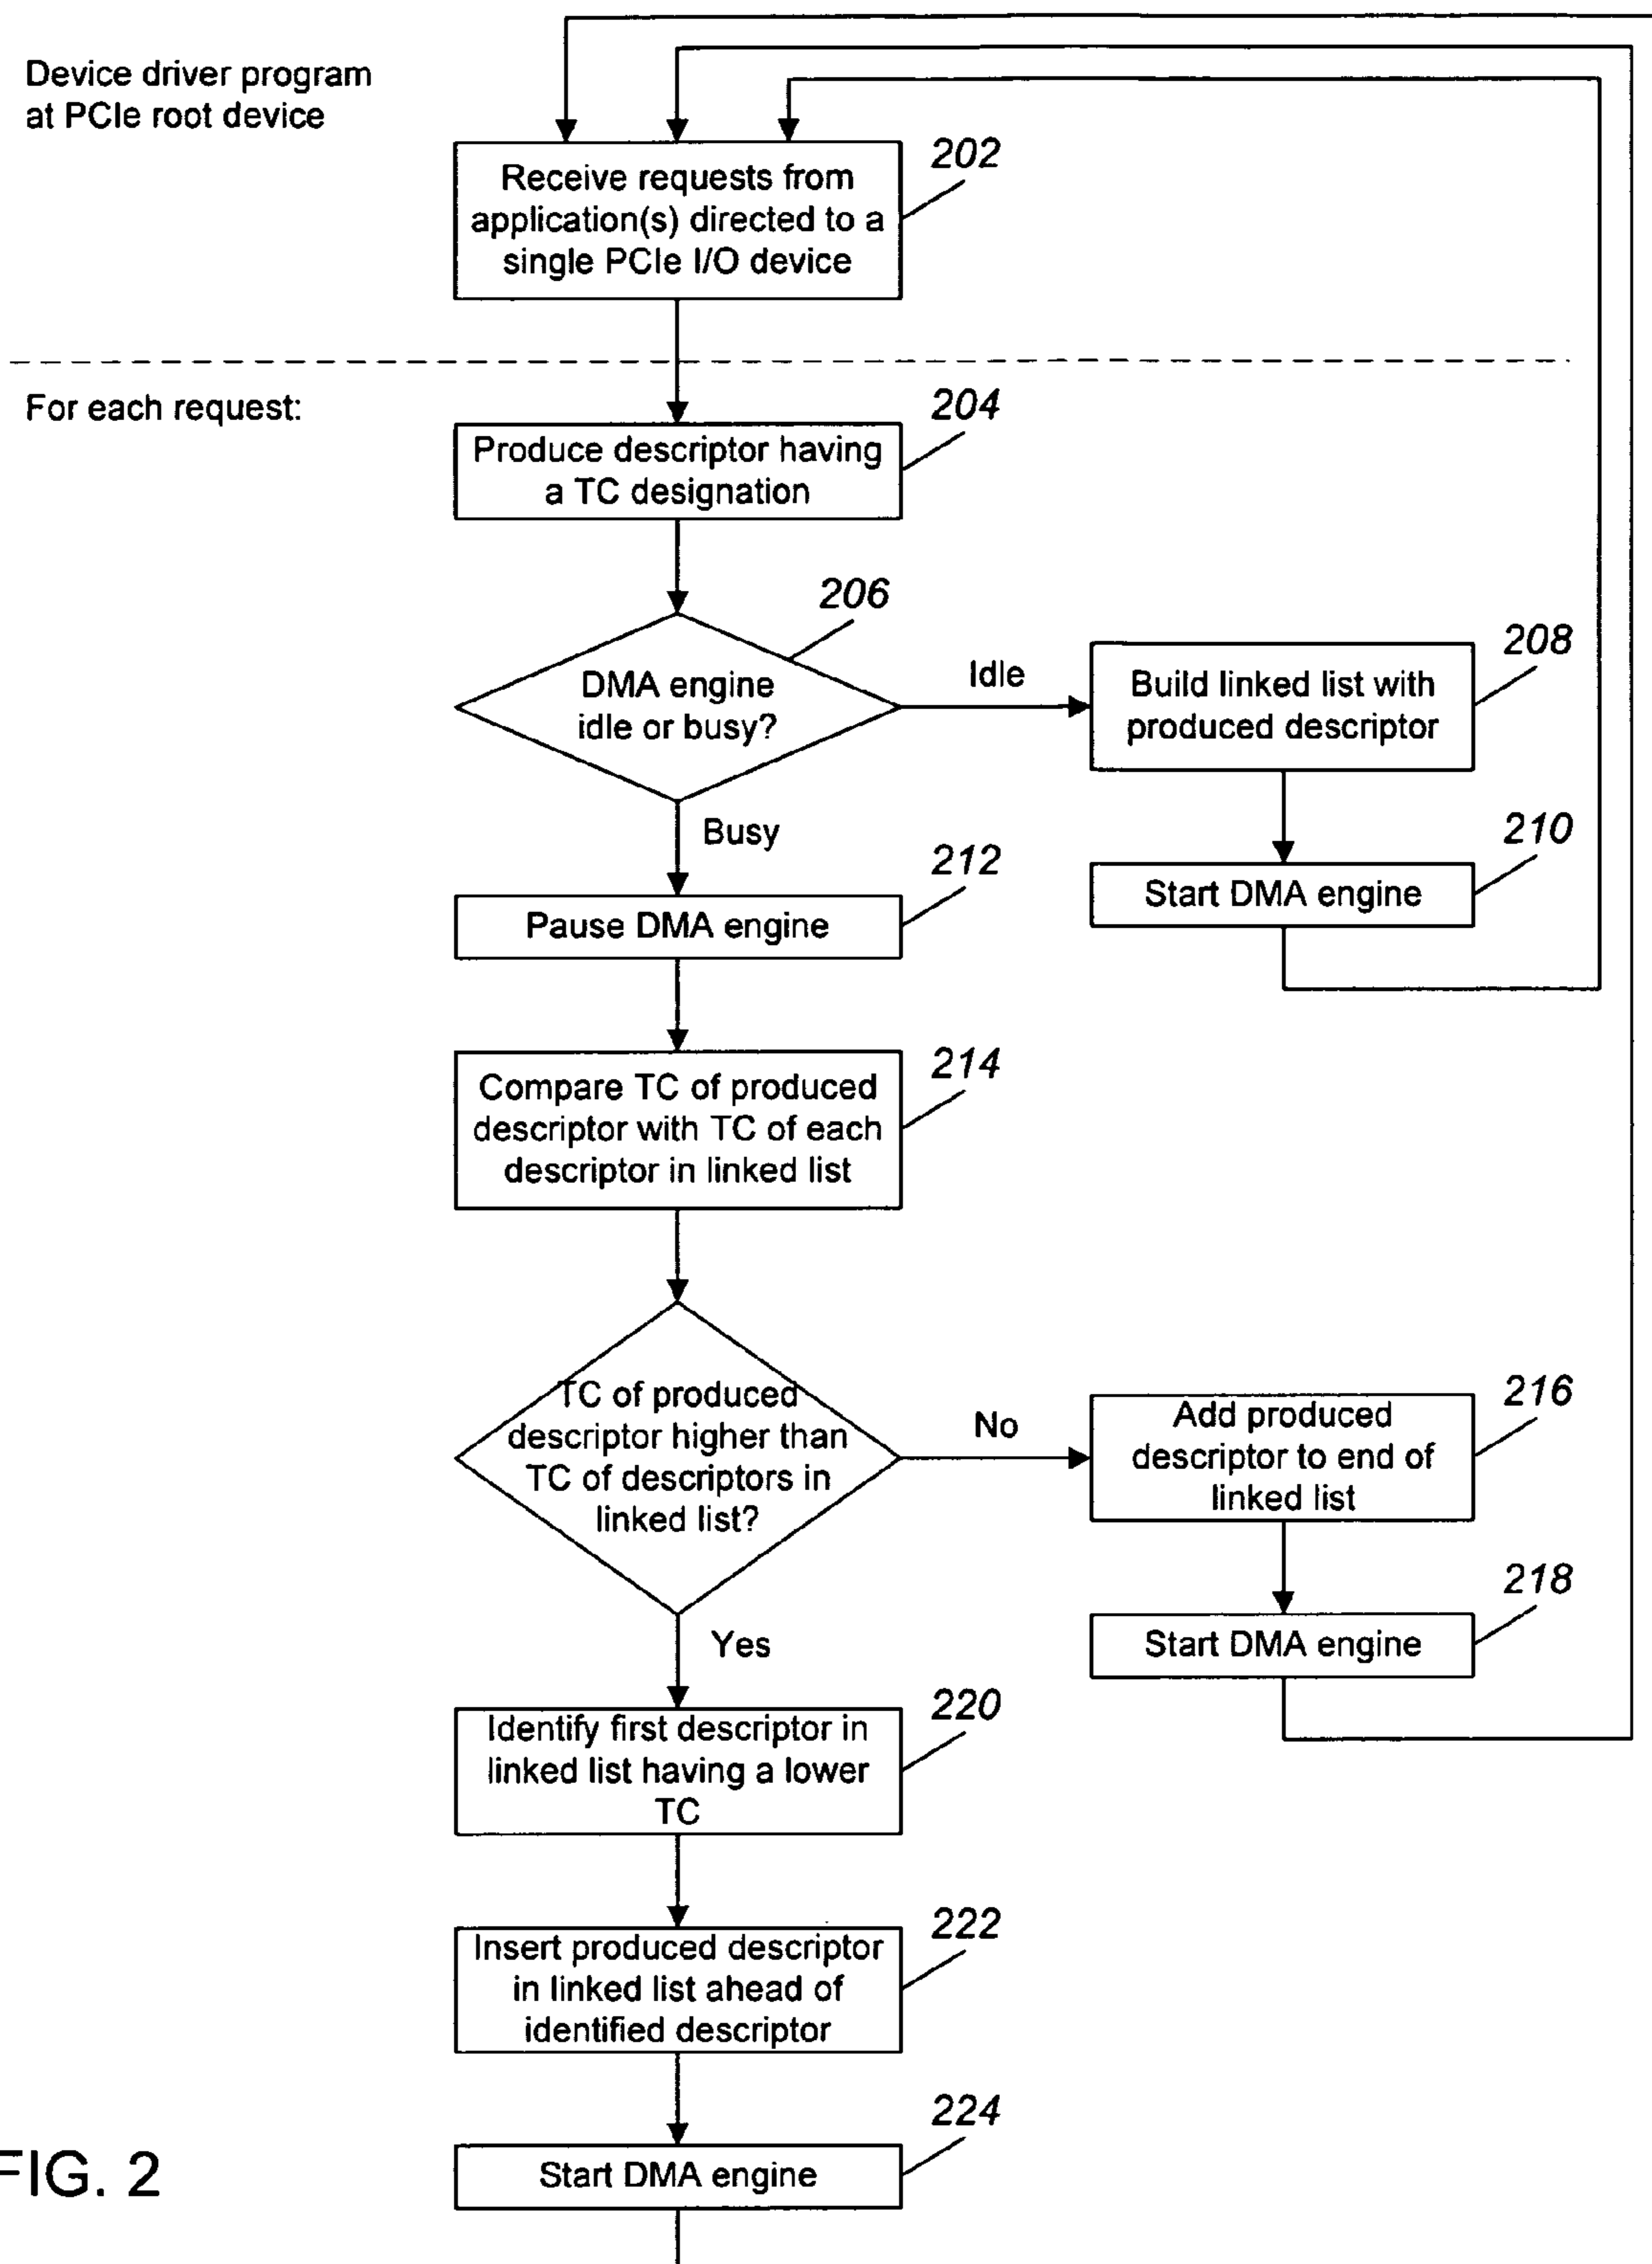 Device driver program
at PCIe root device
202
Receive requests from
application(s) directed to a
single PCIe I/O device
For each request:
204
Produce descriptor having
a TC designation
206
DMA engine
idle or busy?
Idle
208
Build linked list with
produced descriptor
Busy
210
Start DMA engine
212
Pause DMA engine
214
Compare TC of produced
descriptor with TC of each
descriptor in linked list
TC of produced
descriptor higher than
TC of descriptors in
linked list?
No
216
Add produced
descriptor to end of
linked list
218
Start DMA engine
Yes
220
Identify first descriptor in
linked list having a lower
TC
222
Insert produced descriptor
in linked list ahead of
identified descriptor
224
Start DMA engine
FIG. 2